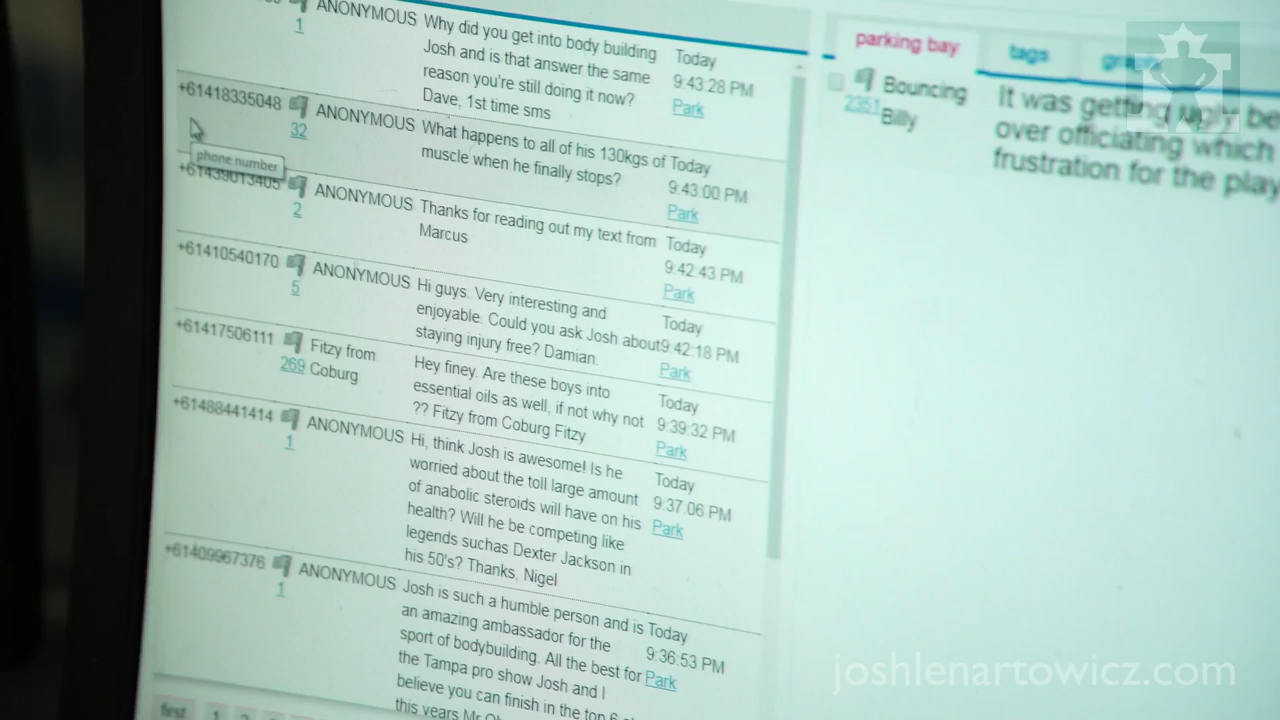 ANONYMOUS Why did you get into body building Today
1 Josh and is that answer the same 9:43:28 PM
reason you're still doing it now? Park
Dave, 1st time sms
+61418335048 ANONYMOUS What happens to all of his 130kgs of Today
32 muscle when he finally stops? 9:43:00 PM
Park
phone number
+61439013405 ANONYMOUS Thanks for reading out my text from Today
2 Marcus 9:42:43 PM
Park
+61410540170 ANONYMOUS Hi guys. Very interesting and Today
5 enjoyable. Could you ask Josh about 9:42:18 PM
staying injury free? Damian. Park
+61417506111 Fitzy from Hey finey. Are these boys into Today
269 Coburg essential oils as well, if not why not 9:39:32 PM
?? Fitzy from Coburg Fitzy Park
+61488441414 ANONYMOUS Hi, think Josh is awesome! Is he Today
1 worried about the toll large amount 9:37:06 PM
of anabolic steroids will have on his Park
health? Will he be competing like
legends suchas Dexter Jackson in
his 50's? Thanks, Nigel
+61409967376 ANONYMOUS Josh is such a humble person and is Today
1 an amazing ambassador for the 9:36:53 PM
sport of bodybuilding. All the best for Park
the Tampa pro show Josh and I
believe you can finish in the top 6
this years Mr
first 1 2
parking bay tags
Bouncing It was getting ugly
2351 Billy over officiating which
frustration for the
joshlenartowicz.com